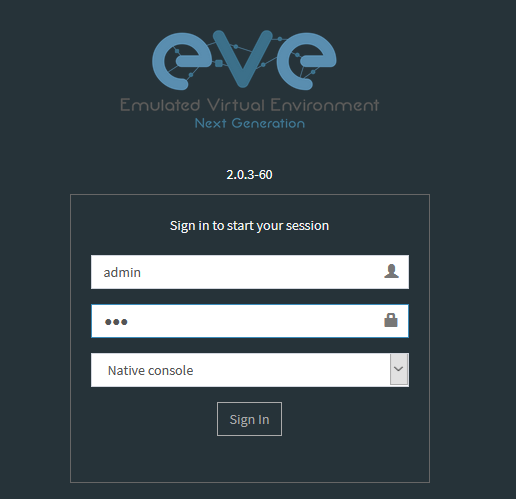 eve
Emulated Virtual Environment
Next Generation
2.0.3-60
Sign in to start your session
admin
●●●
Native console
Sign In